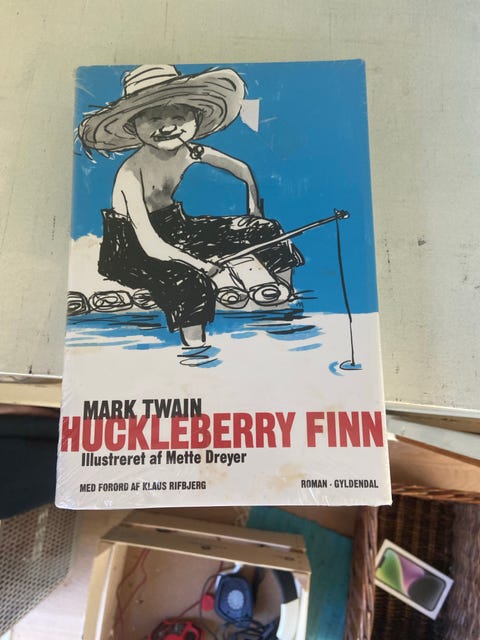 MARK TWAIN
HUCKLEBERRY FINN
Illustreret af Mette Dreyer
MED FORORD AF KLAUS RIFBJERG
ROMAN · GYLDENDAL